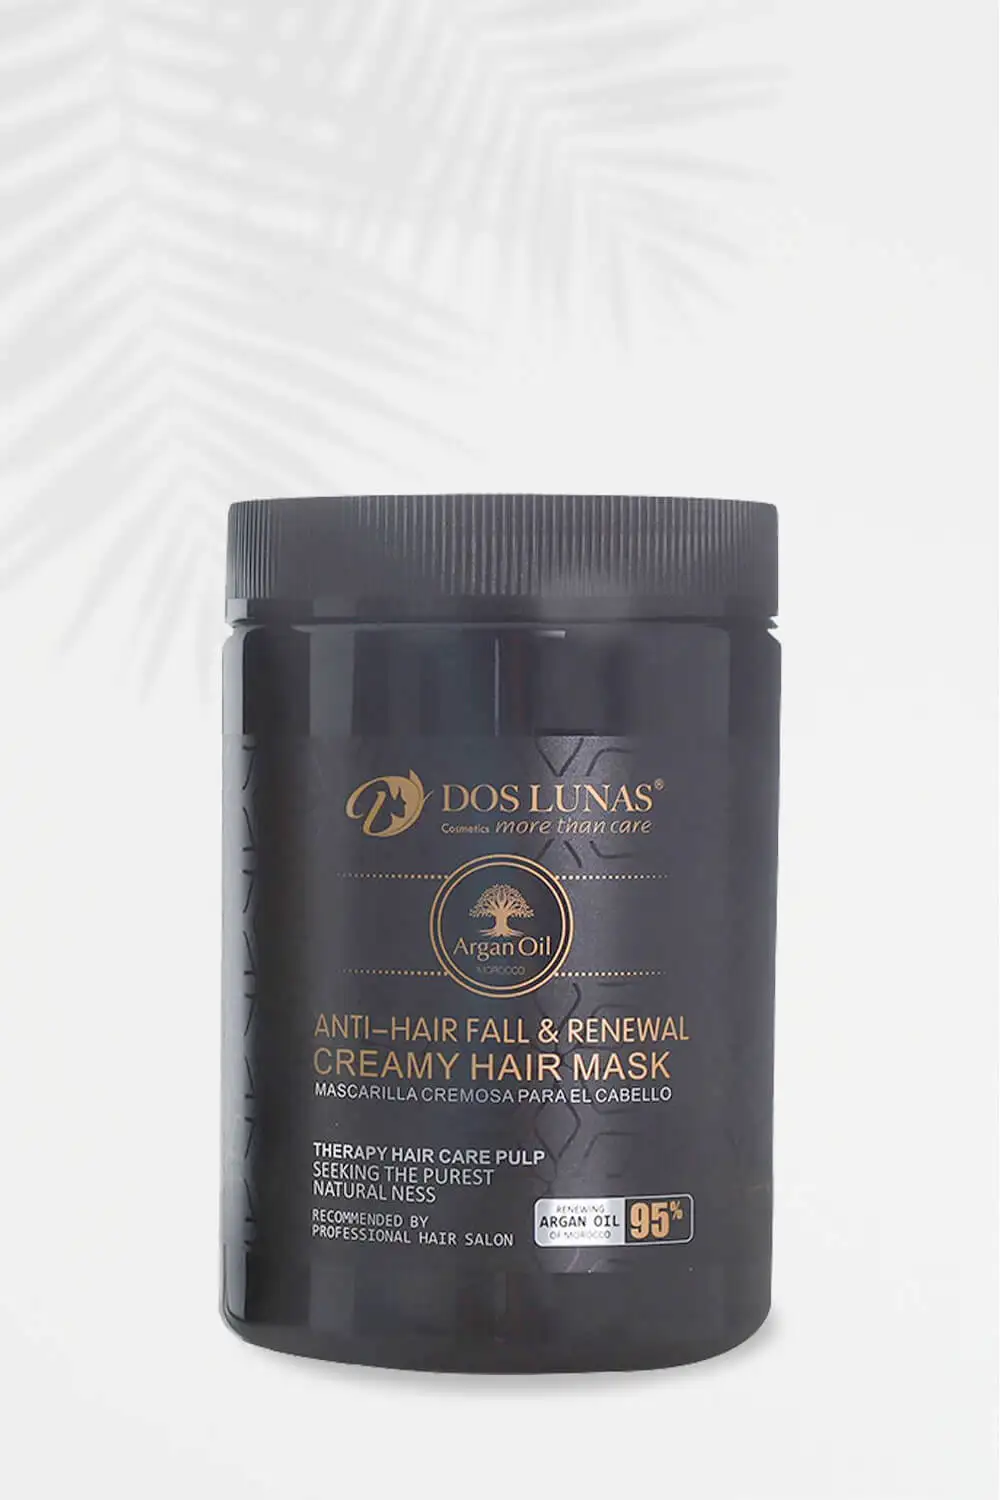 DOS LUNAS®
Cosmetics more than care
Argan Oil
MOROCCO
ANTI-HAIR FALL & RENEWAL
CREAMY HAIR MASK
MASCARILLA CREMOSA PARA EL CABELLO
THERAPY HAIR CARE PULP
SEEKING THE PUREST
NATURAL NESS
RECOMMENDED BY
PROFESSIONAL HAIR SALON
RENEWING
ARGAN OIL
OF MOROCCO
95%